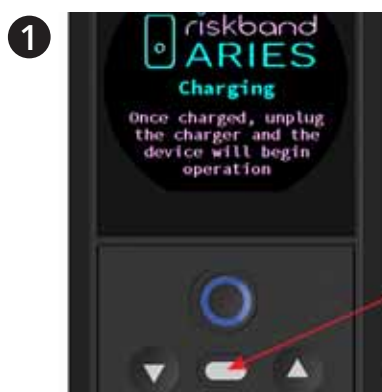 1
riskband
ARIES
Charging
Once charged, unplug
the charger and the
device will begin
operation